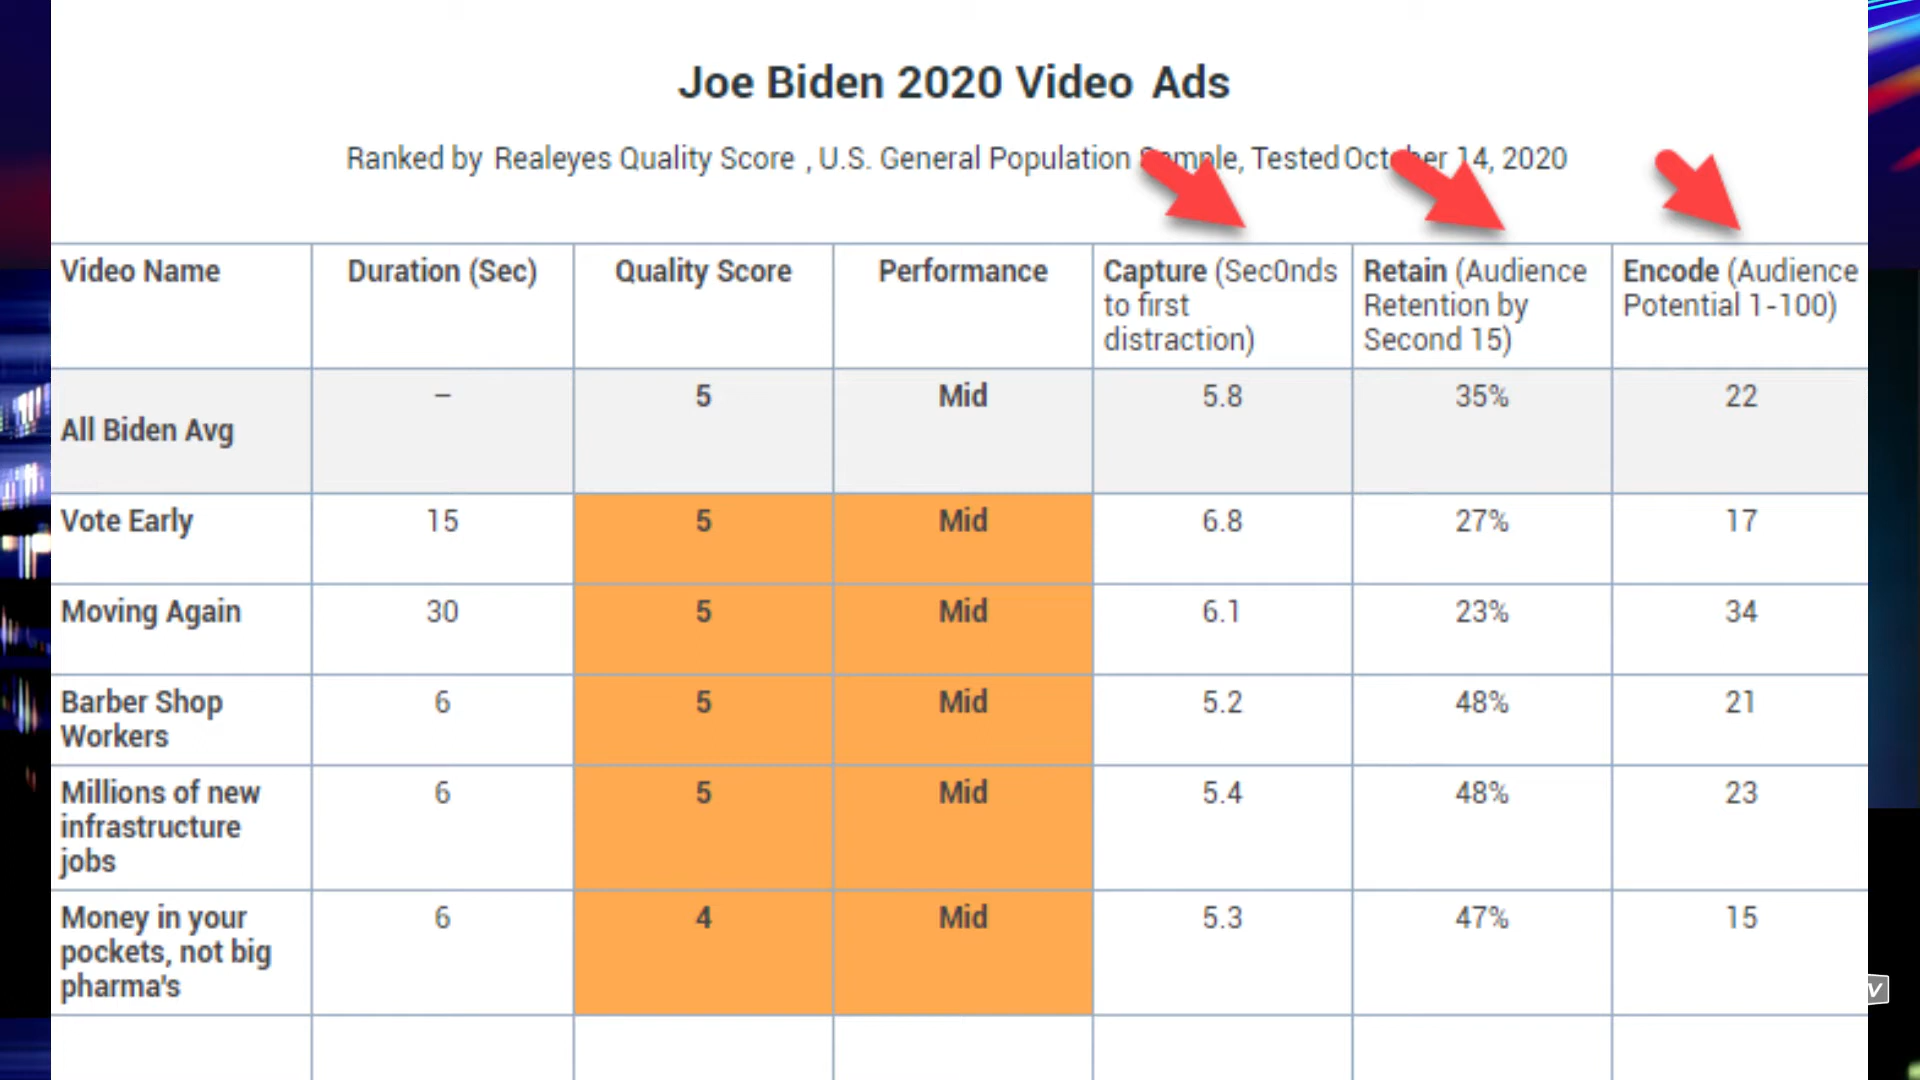 Joe Biden 2020 Video Ads
Ranked by Realeyes Quality Score , U.S. General Population Sample, Tested October 14, 2020
Video Name
Duration (Sec)
Quality Score
Performance
Capture (Sec0nds
to first
distraction)
Retain (Audience
Retention by
Second 15)
Encode (Audience
Potential 1-100)
All Biden Avg
–
5
Mid
5.8
35%
22
Vote Early
15
5
Mid
6.8
27%
17
Moving Again
30
5
Mid
6.1
23%
34
Barber Shop
Workers
6
5
Mid
5.2
48%
21
Millions of new
infrastructure
jobs
6
5
Mid
5.4
48%
23
Money in your
pockets, not big
pharma's
6
4
Mid
5.3
47%
15
V